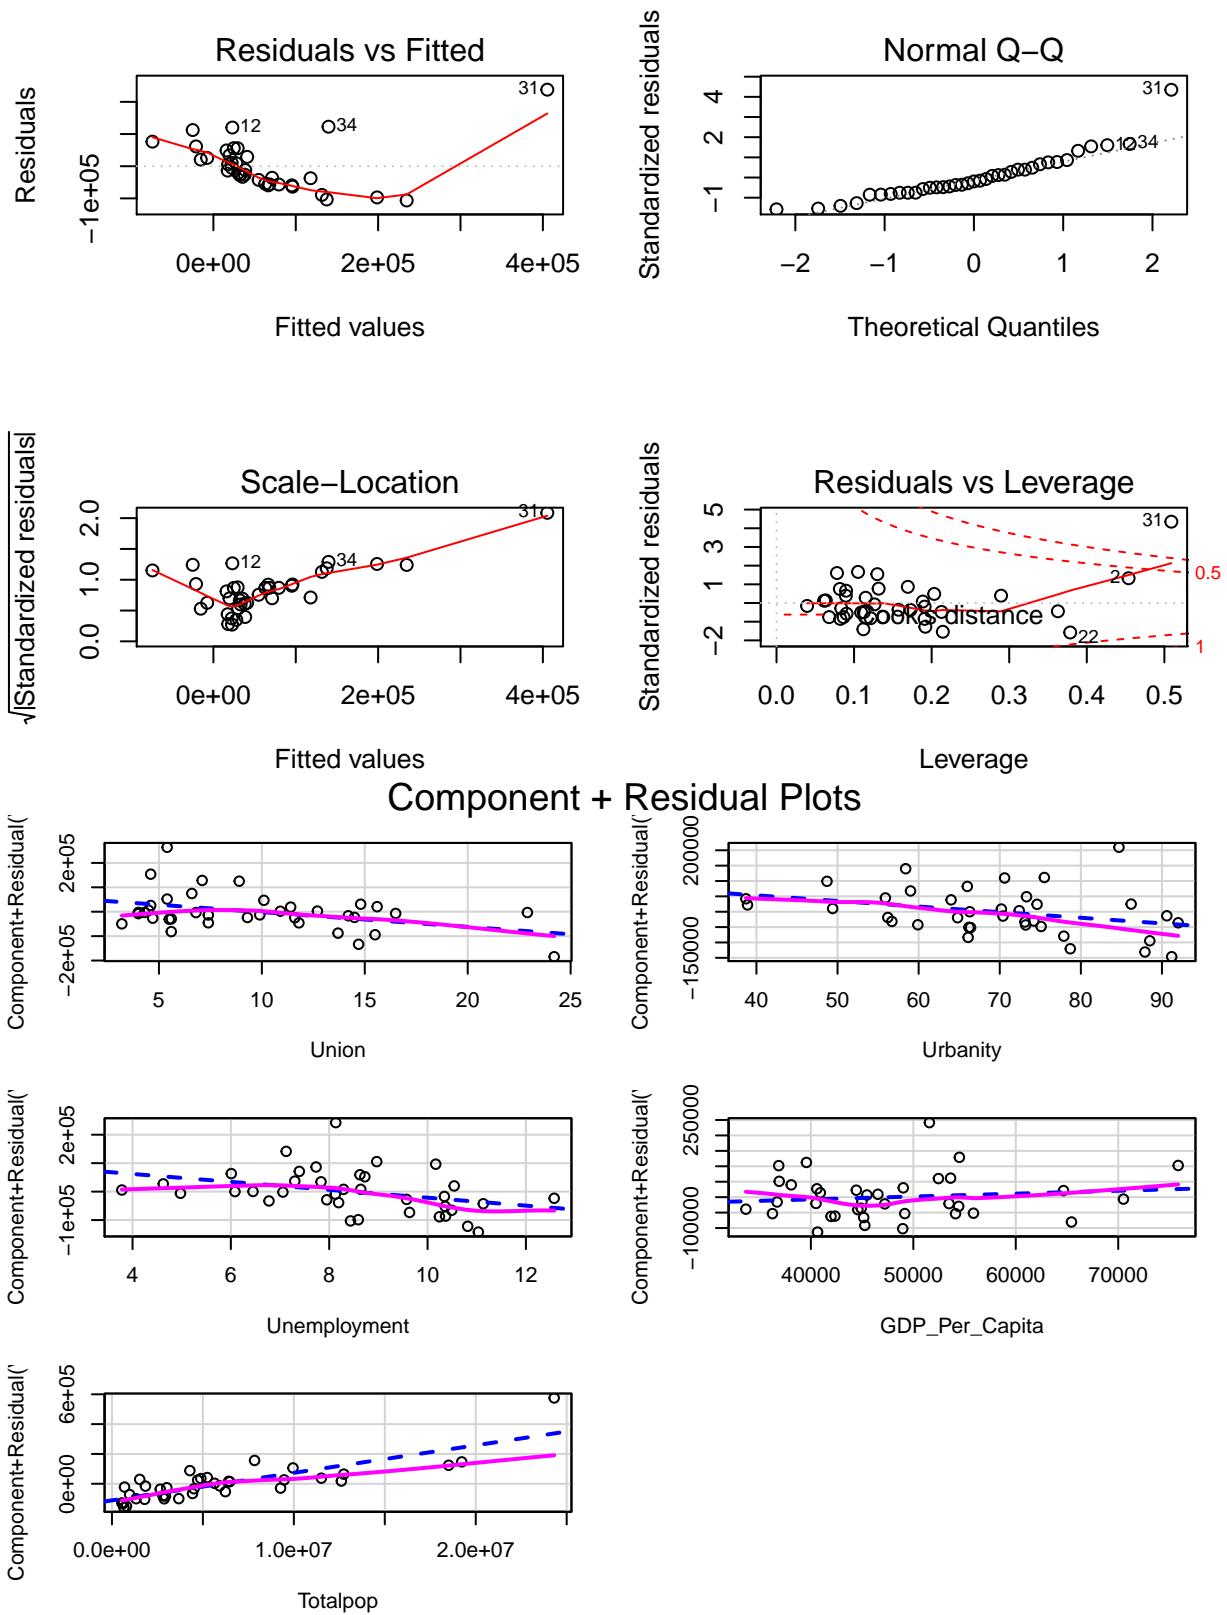 Residuals vs Fitted
Residuals
−1e+05
31
12
34
0e+00 2e+05 4e+05
Fitted values
Normal Q−Q
Standardized residuals
−1 2 4
31
12 34
−2 −1 0 1 2
Theoretical Quantiles
Scale−Location
√|Standardized residuals|
0.0 1.0 2.0
31
12
34
0e+00 2e+05 4e+05
Fitted values
Residuals vs Leverage
Standardized residuals
−2 1 3 5
31
2
22
0.5
1
distance
0.0 0.1 0.2 0.3 0.4 0.5
Leverage
Component + Residual Plots
Component+Residual(
−2e+05 2e+05
5 10 15 20 25
Union
Component+Residual(
−150000 200000
40 50 60 70 80 90
Urbanity
Component+Residual(
−1e+05 2e+05
4 6 8 10 12
Unemployment
Component+Residual(
−100000 250000
40000 50000 60000 70000
GDP_Per_Capita
Component+Residual(
0e+00 6e+05
0.0e+00 1.0e+07 2.0e+07
Totalpop